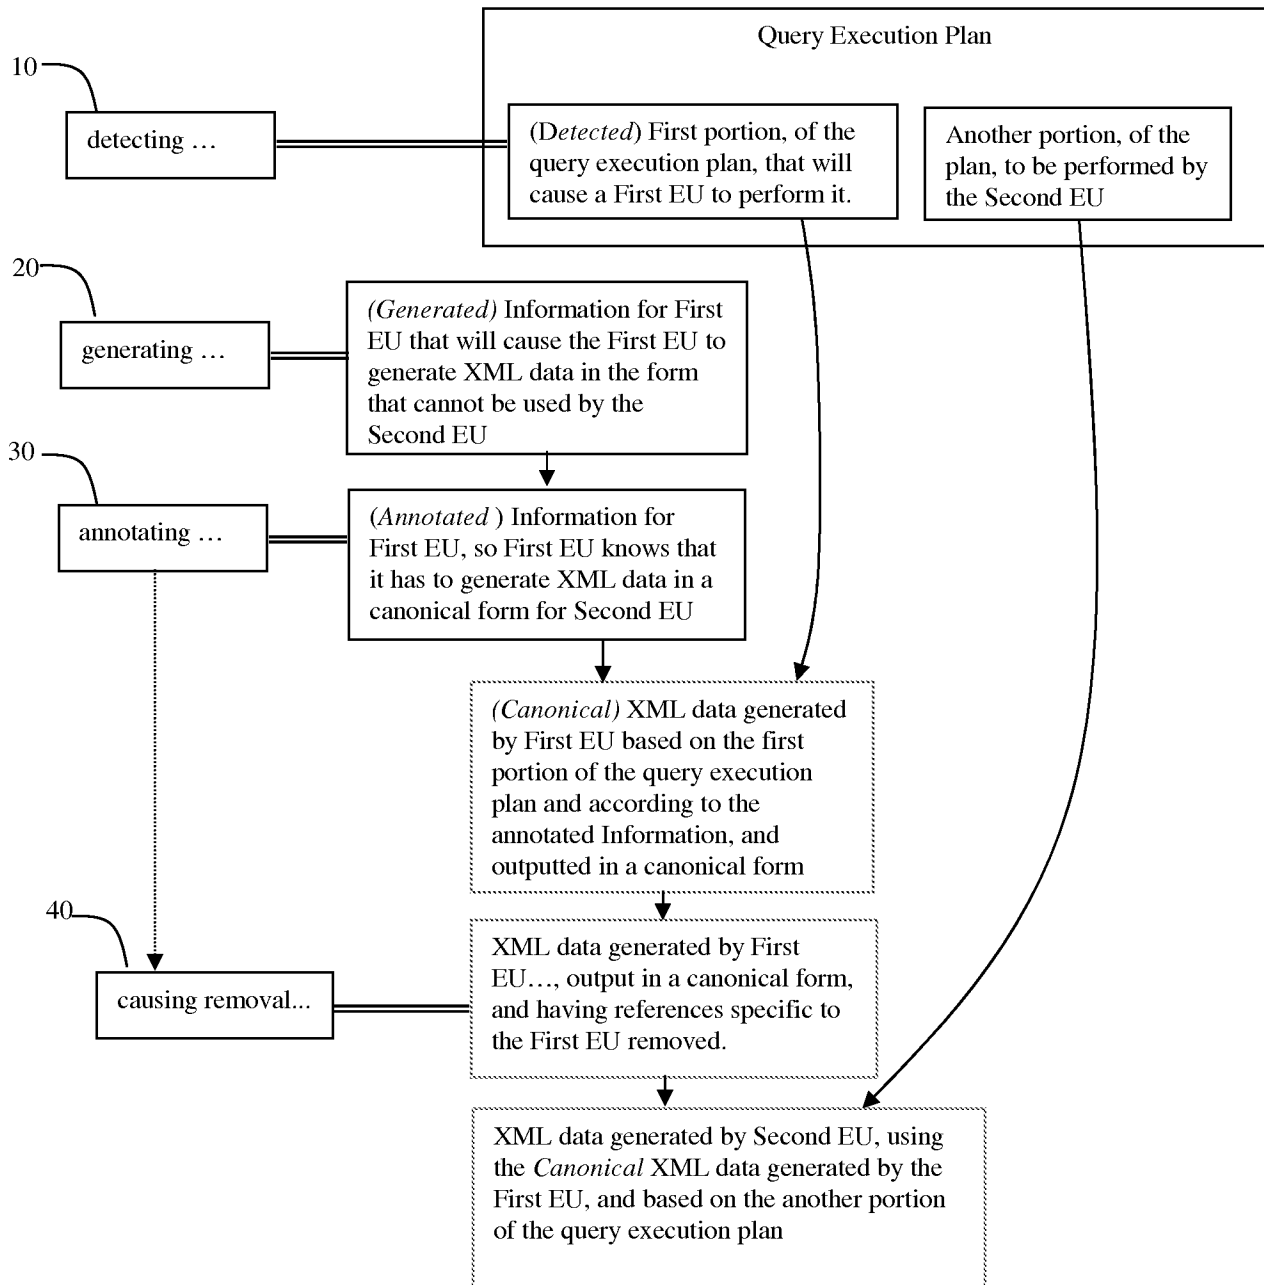 Query Execution Plan
10
detecting …
(Detected) First portion, of the
query execution plan, that will
cause a First EU to perform it.
Another portion, of the
plan, to be performed by
the Second EU
20
generating …
(Generated) Information for First
EU that will cause the First EU to
generate XML data in the form
that cannot be used by the
Second EU
30
annotating …
(Annotated ) Information for
First EU, so First EU knows that
it has to generate XML data in a
canonical form for Second EU
(Canonical) XML data generated
by First EU based on the first
portion of the query execution
plan and according to the
annotated Information, and
outputted in a canonical form
40
causing removal...
XML data generated by First
EU…, output in a canonical form,
and having references specific to
the First EU removed.
XML data generated by Second EU, using
the Canonical XML data generated by the
First EU, and based on the another portion
of the query execution plan